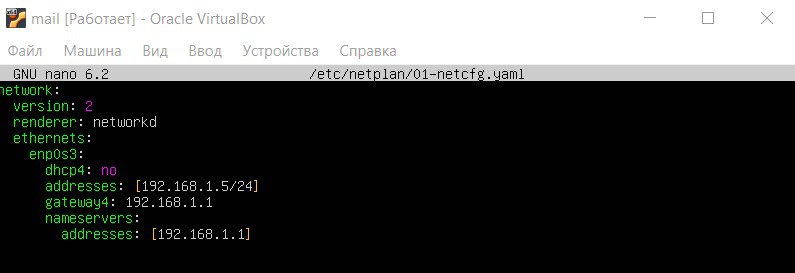 mail [Работает] - Oracle VirtualBox
Файл Машина Вид Ввод Устройства Справка
GNU nano 6.2 /etc/netplan/01-netcfg.yaml
network:
  version: 2
  renderer: networkd
  ethernets:
    enp0s3:
      dhcp4: no
      addresses: [192.168.1.5/24]
      gateway4: 192.168.1.1
      nameservers:
        addresses: [192.168.1.1]